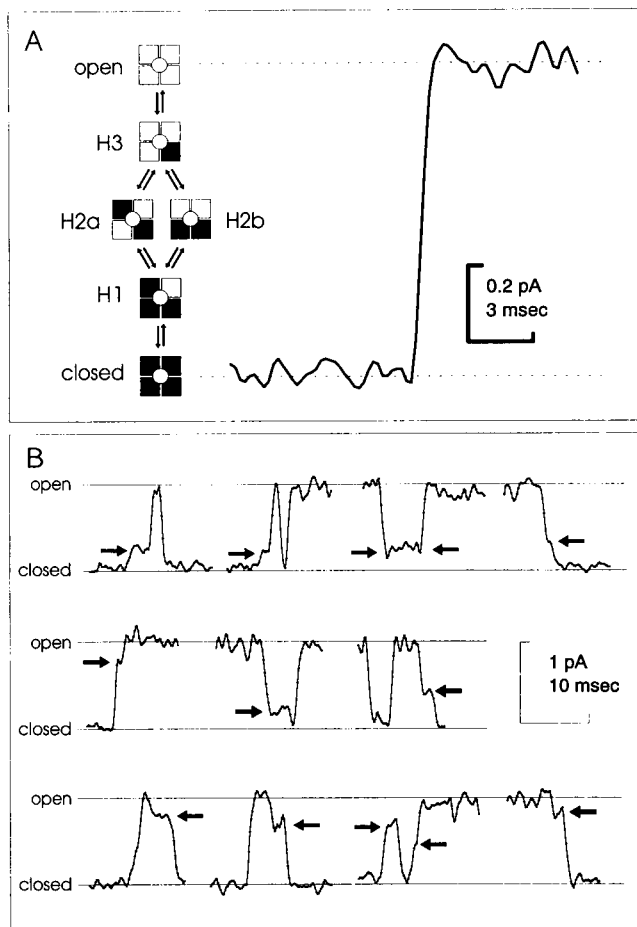 A
open
H3
H2a
H2b
H1
closed
0.2 pA
3 msec
B
open
closed
1 pA
10 msec
open
closed
open
closed